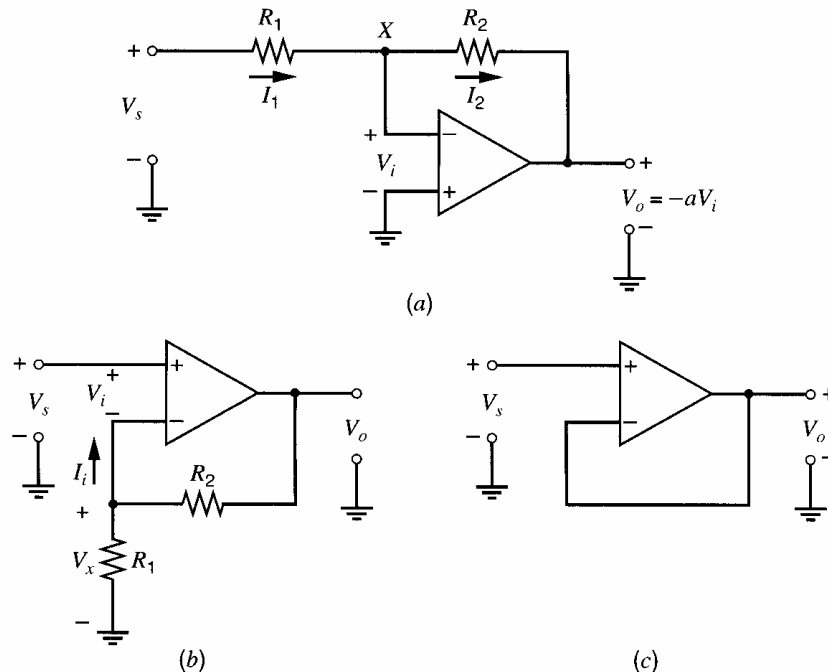 R1 X R2
+
I1 I2
Vs + −
Vi
− − + +
Vo = −aVi
−
(a)
+ + +
Vs Vi −
− − Vo
Ii R2
+
Vx R1
−
(b)
+ + +
Vs − Vo
− −
(c)